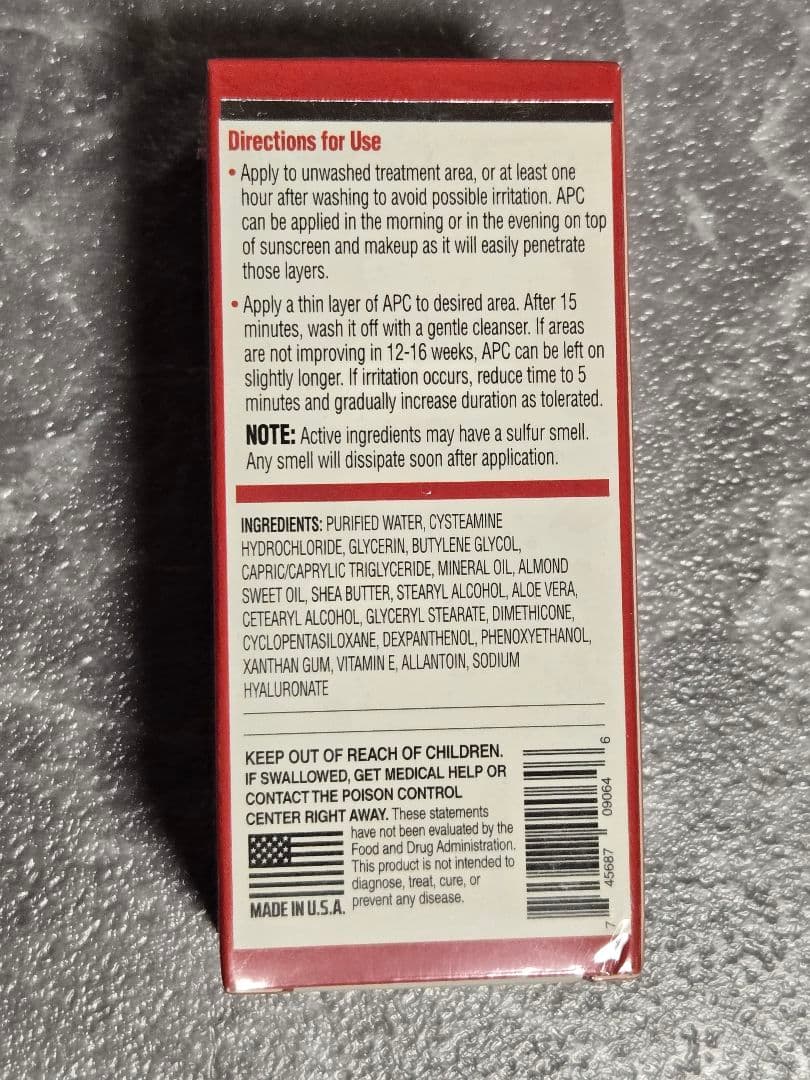 Directions for Use
• Apply to unwashed treatment area, or at least one
hour after washing to avoid possible irritation. APC
can be applied in the morning or in the evening on top
of sunscreen and makeup as it will easily penetrate
those layers.
• Apply a thin layer of APC to desired area. After 15
minutes, wash it off with a gentle cleanser. If areas
are not improving in 12-16 weeks, APC can be left on
slightly longer. If irritation occurs, reduce time to 5
minutes and gradually increase duration as tolerated.
NOTE: Active ingredients may have a sulfur smell.
Any smell will dissipate soon after application.
INGREDIENTS: PURIFIED WATER, CYSTEAMINE
HYDROCHLORIDE, GLYCERIN, BUTYLENE GLYCOL,
CAPRIC/CAPRYLIC TRIGLYCERIDE, MINERAL OIL, ALMOND
SWEET OIL, SHEA BUTTER, STEARYL ALCOHOL, ALOE VERA,
CETEARYL ALCOHOL, GLYCERYL STEARATE, DIMETHICONE,
CYCLOPENTASILOXANE, DEXPANTHENOL, PHENOXYETHANOL,
XANTHAN GUM, VITAMIN E, ALLANTOIN, SODIUM
HYALURONATE
KEEP OUT OF REACH OF CHILDREN.
IF SWALLOWED, GET MEDICAL HELP OR
CONTACT THE POISON CONTROL
CENTER RIGHT AWAY. These statements
have not been evaluated by the
Food and Drug Administration.
This product is not intended to
diagnose, treat, cure, or
prevent any disease.
MADE IN U.S.A.
7 45687 09064 6